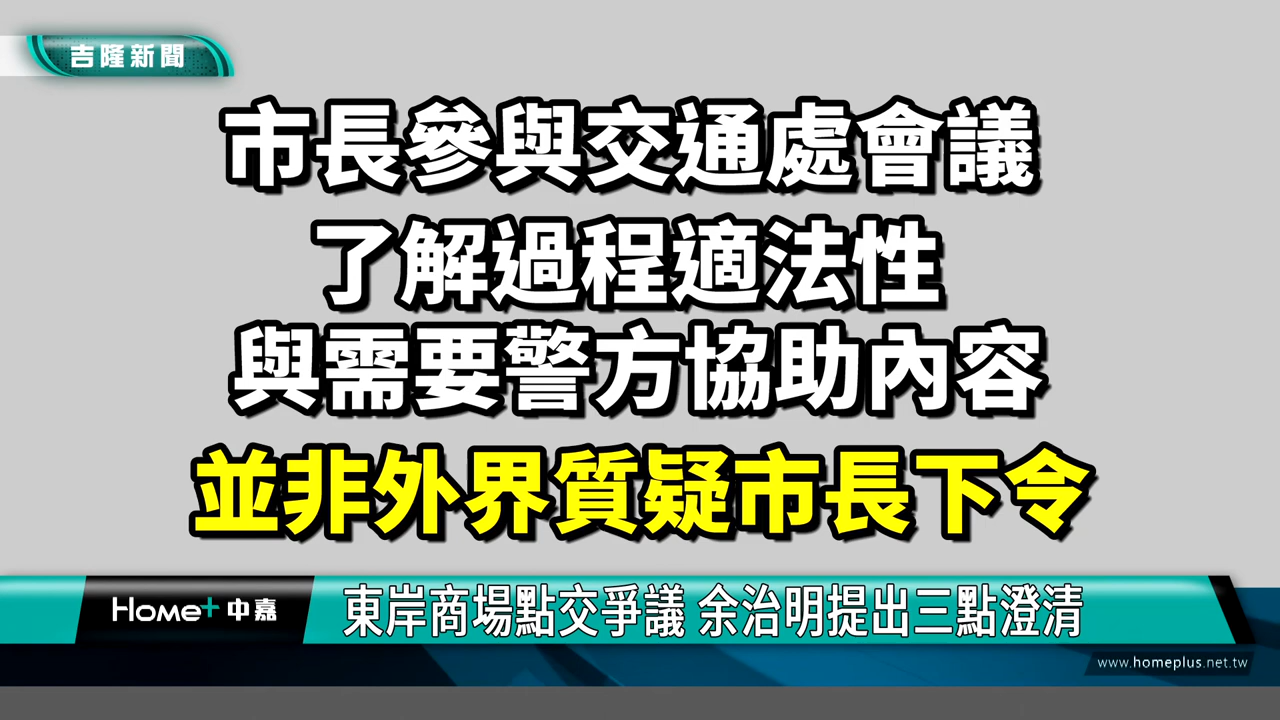 吉隆新聞
市長參與交通處會議
了解過程適法性
與需要警方協助內容
並非外界質疑市長下令
Home+中嘉
東岸商場點交爭議 余治明提出三點澄清
www.homeplus.net.tw